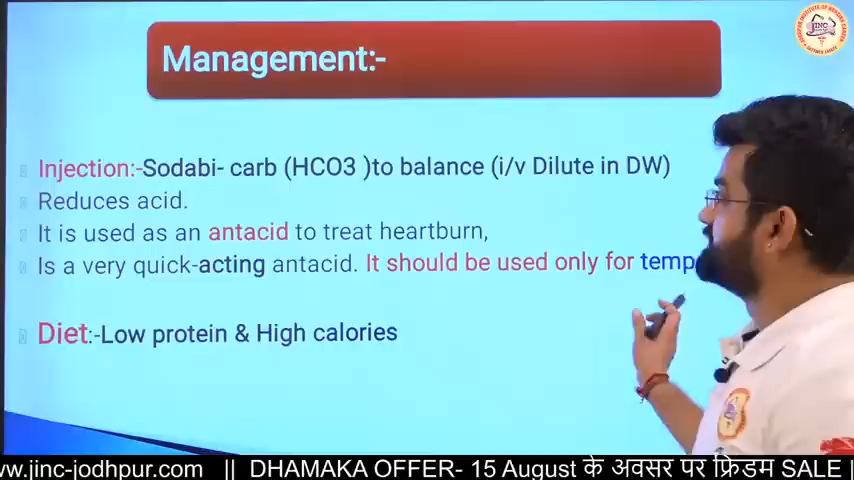 Management:-
Injection:-Sodabi- carb (HCO3 )to balance (i/v Dilute in DW)
Reduces acid.
It is used as an antacid to treat heartburn,
Is a very quick-acting antacid. It should be used only for temp
Diet:-Low protein & High calories
JINC
ww.jinc-jodhpur.com || DHAMAKA OFFER- 15 August के अवसर पर फ्रिडम SALE |